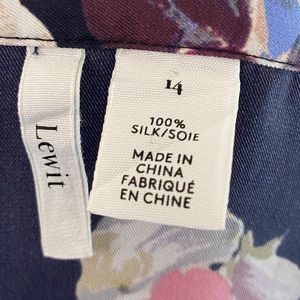 Lewit
14
100%
SILK/SOIE
MADE IN
CHINA
FABRIQUÉ
EN CHINE